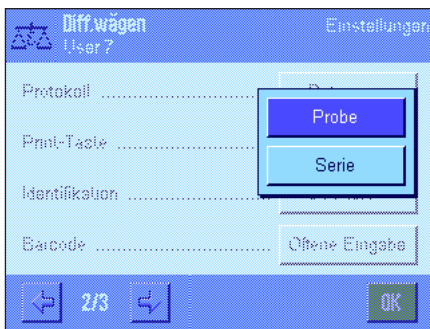 Diff.wägen
Einstellungen
User 7
Protokoll ....................
Probe
Print-Taste ....................
Serie
Identifikation ....................
Barcode .................... Offene Eingabe
2/3
OK